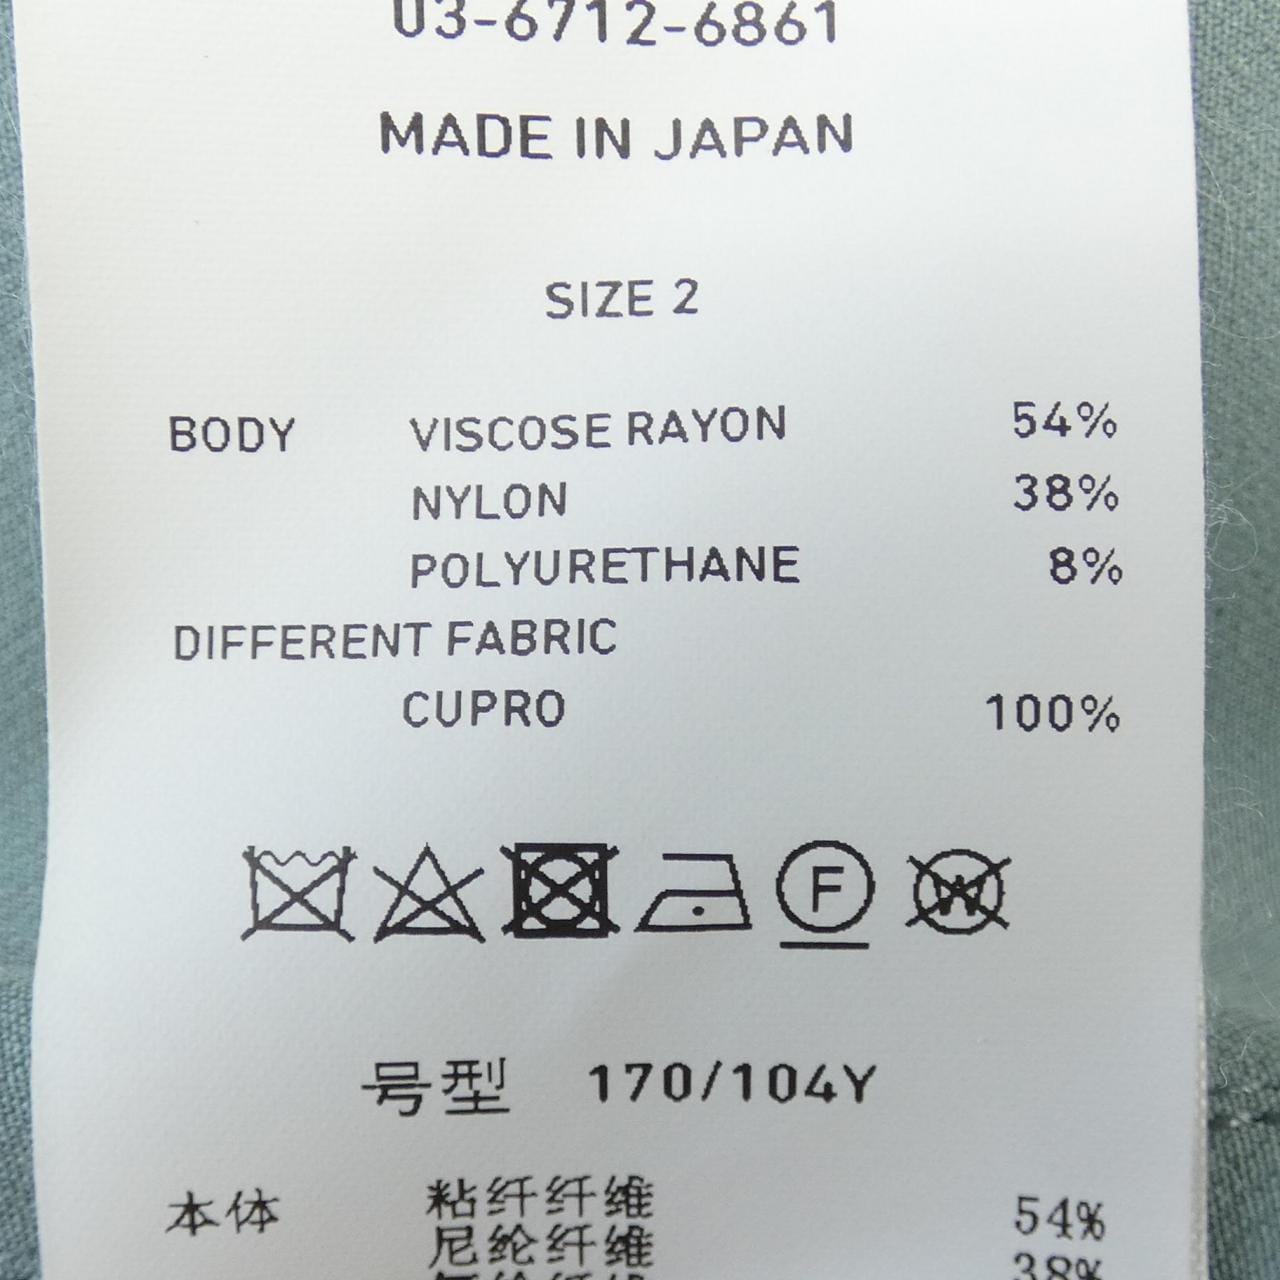 03-6712-6861
MADE IN JAPAN
SIZE 2
BODY VISCOSE RAYON 54%
NYLON 38%
POLYURETHANE 8%
DIFFERENT FABRIC
CUPRO 100%
F W
号型 170/104Y
本体 粘纤纤维 54%
尼纶纤维 38%